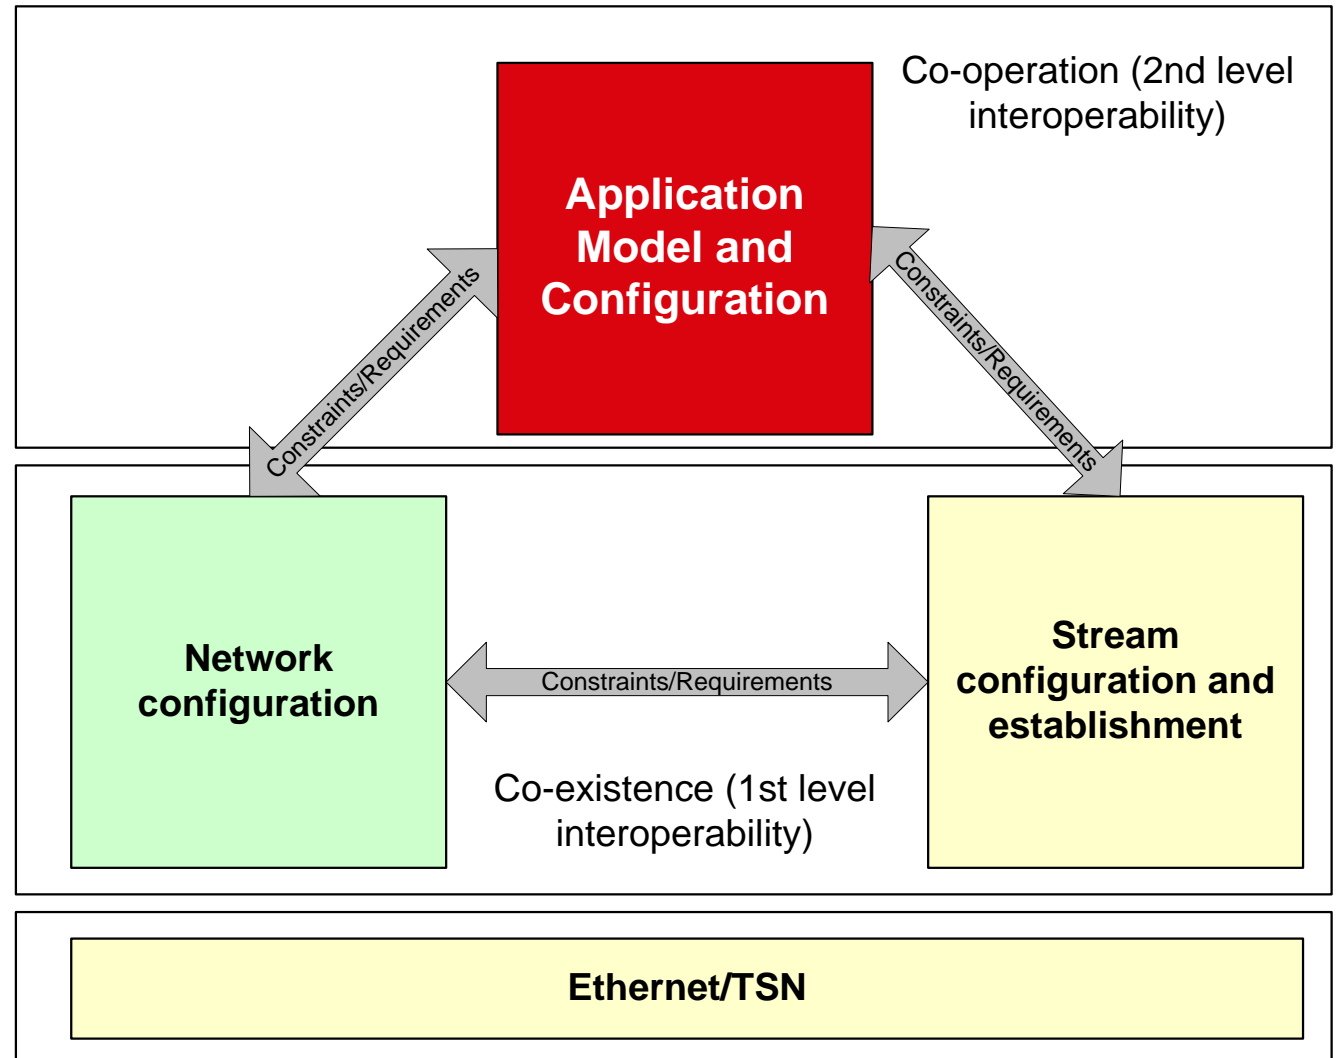 Co-operation (2nd level
interoperability)
Application
Model and
Configuration
Constraints/Requirements
Constraints/Requirements
Network
configuration
Constraints/Requirements
Stream
configuration and
establishment
Co-existence (1st level
interoperability)
Ethernet/TSN